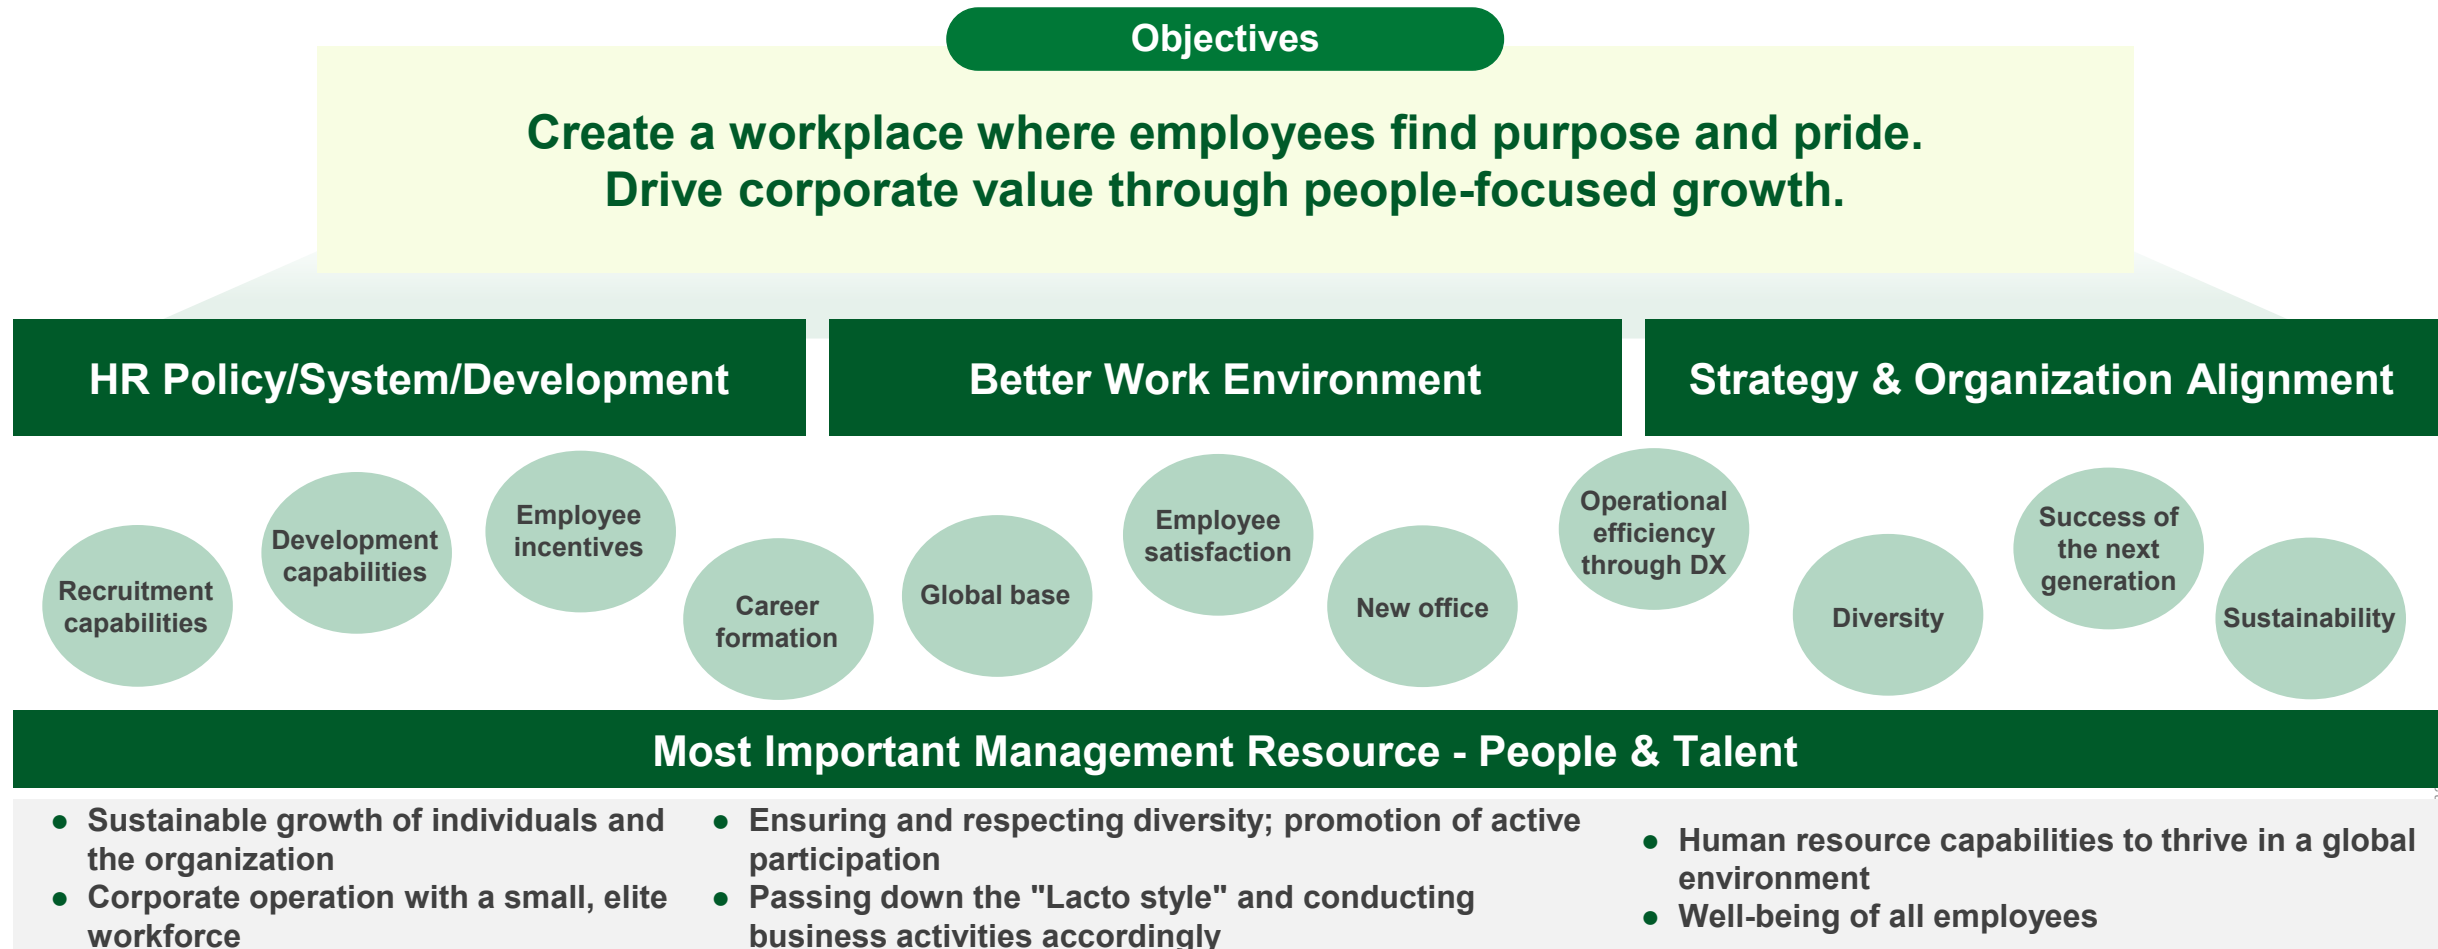 Objectives
Create a workplace where employees find purpose and pride.
Drive corporate value through people-focused growth.
HR Policy/System/Development
Better Work Environment
Strategy & Organization Alignment
Recruitment
capabilities
Development
capabilities
Employee
incentives
Career
formation
Global base
Employee
satisfaction
New office
Operational
efficiency
through DX
Diversity
Success of
the next
generation
Sustainability
Most Important Management Resource - People & Talent
● Sustainable growth of individuals and
the organization
● Corporate operation with a small, elite
workforce
● Ensuring and respecting diversity; promotion of active
participation
● Passing down the "Lacto style" and conducting
business activities accordingly
● Human resource capabilities to thrive in a global
environment
● Well-being of all employees